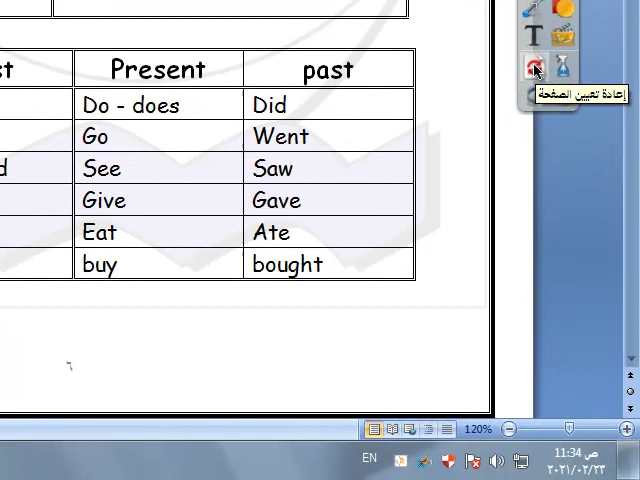 st Present past
Do - does Did
Go Went
d See Saw
Give Gave
Eat Ate
buy bought
٦
T
إعادة تعيين الصفحة
120%
EN
11:34 ص
٢٠٢١/٠٢/٢٣